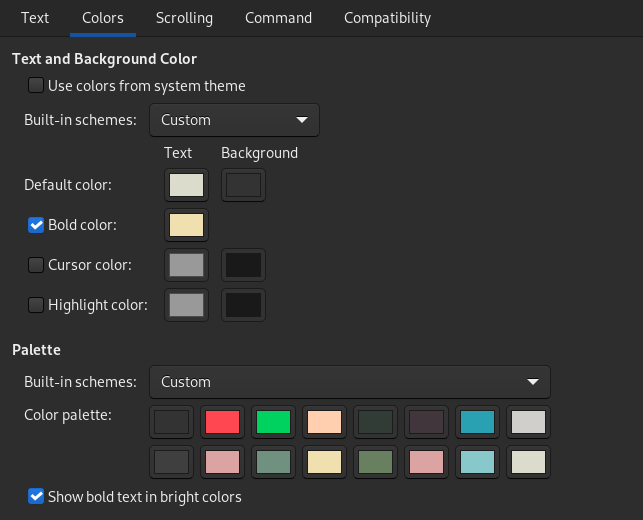 Text Colors Scrolling Command Compatibility
Text and Background Color
Use colors from system theme
Built-in schemes: Custom
Text Background
Default color:
Bold color:
Cursor color:
Highlight color:
Palette
Built-in schemes: Custom
Color palette:
Show bold text in bright colors